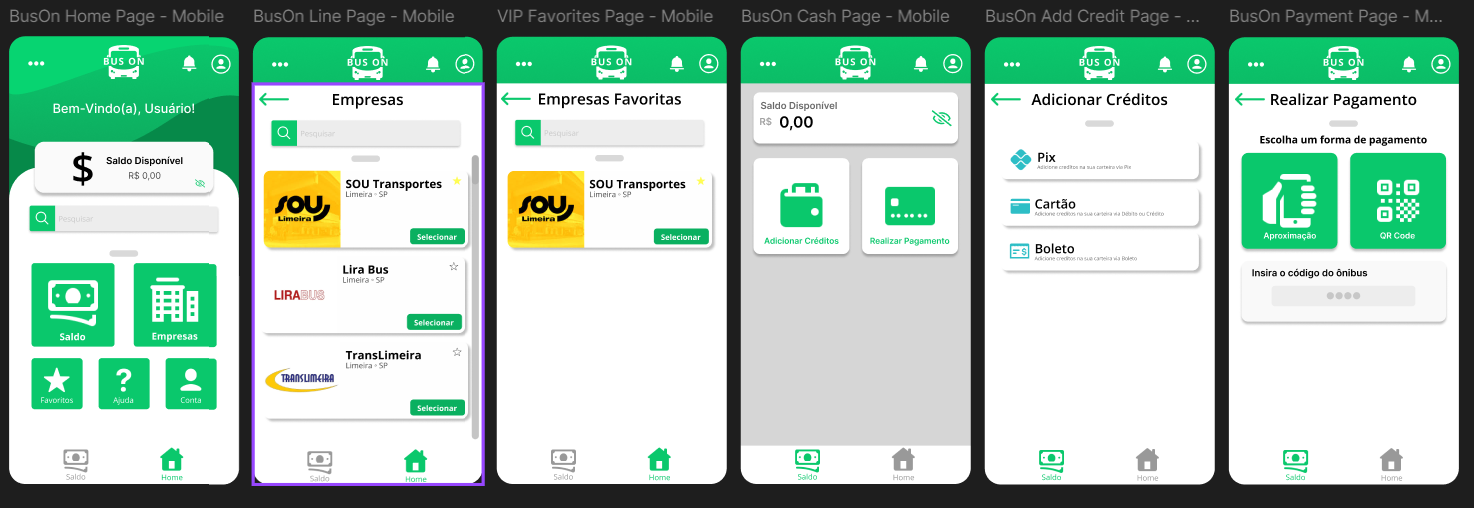 BusOn Home Page - Mobile
BUS ON
Bem-Vindo(a), Usuário!
$
Saldo Disponível
R$ 0,00
Pesquisar
Saldo
Empresas
Favoritos
?
Ajuda
Conta
Saldo
Home
BusOn Line Page - Mobile
BUS ON
Empresas
Pesquisar
SOU
Limeira
SOU Transportes
Limeira - SP
Selecionar
LIRABUS
Lira Bus
Limeira - SP
Selecionar
TRANSLIMEIRA
TransLimeira
Limeira - SP
Selecionar
Saldo
Home
VIP Favorites Page - Mobile
BUS ON
Empresas Favoritas
Pesquisar
SOU
Limeira
SOU Transportes
Limeira - SP
Selecionar
Saldo
Home
BusOn Cash Page - Mobile
BUS ON
Saldo Disponível
R$ 0,00
Adicionar Créditos
Realizar Pagamento
Saldo
Home
BusOn Add Credit Page - ...
BUS ON
Adicionar Créditos
Pix
Adicione creditos na sua carteira via Pix
Cartão
Adicione creditos na sua carteira via Débito ou Crédito
Boleto
Adicione creditos na sua carteira via Boleto
Saldo
Home
BusOn Payment Page - M...
BUS ON
Realizar Pagamento
Escolha um forma de pagamento
Aproximação
QR Code
Insira o código do ônibus
Saldo
Home